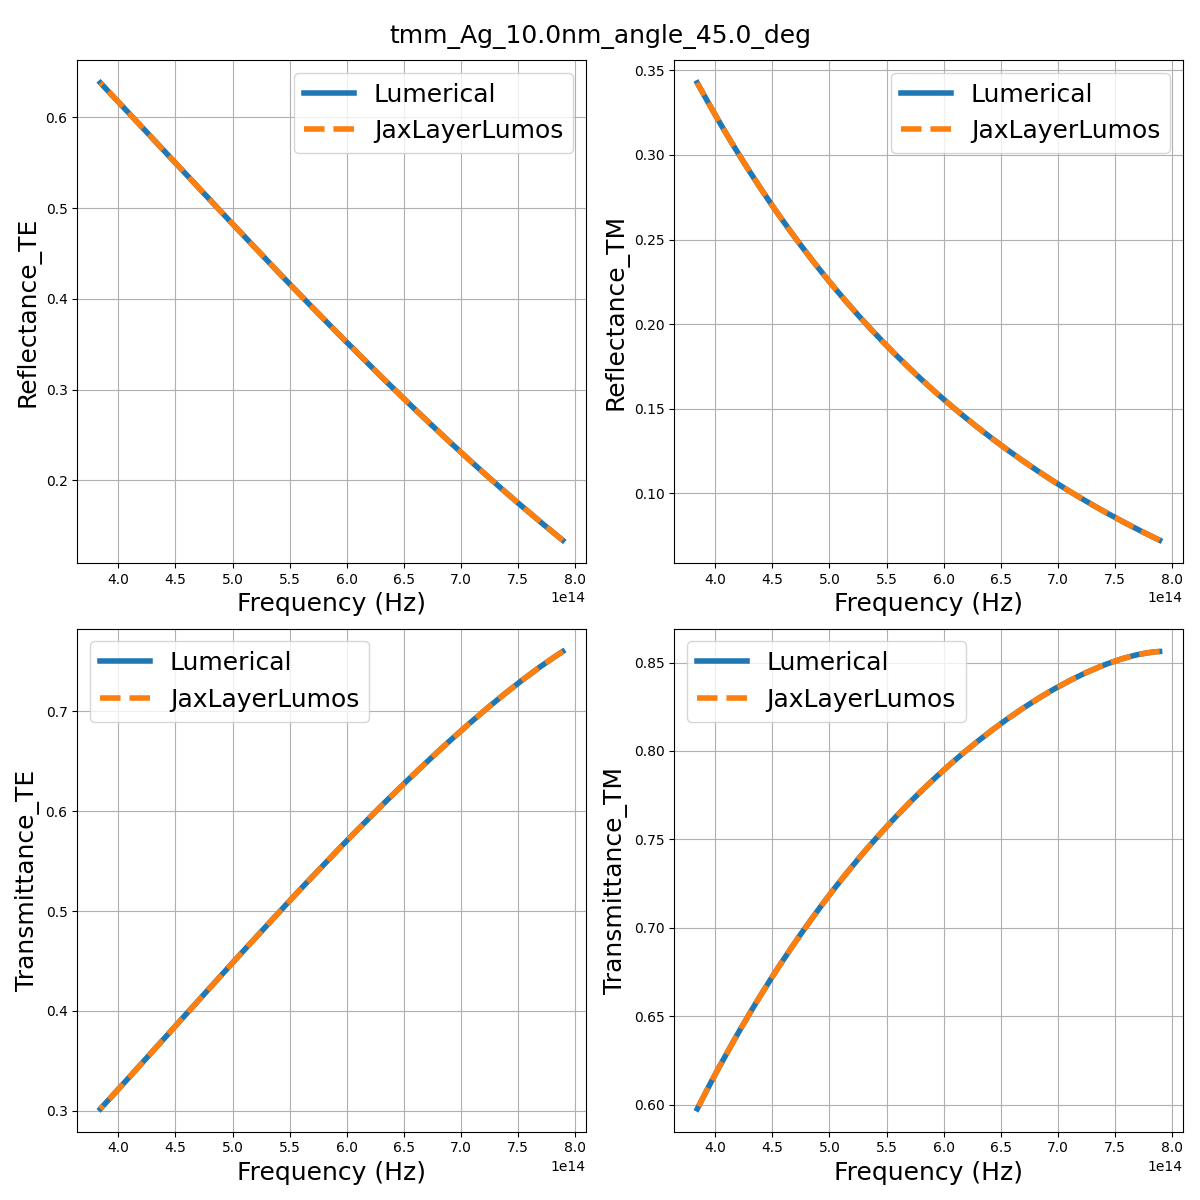 tmm_Ag_10.0nm_angle_45.0_deg
Lumerical
JaxLayerLumos
Reflectance_TE
0.6
0.5
0.4
0.3
0.2
4.0 4.5 5.0 5.5 6.0 6.5 7.0 7.5 8.0
1e14
Frequency (Hz)
Lumerical
JaxLayerLumos
Reflectance_TM
0.35
0.30
0.25
0.20
0.15
0.10
4.0 4.5 5.0 5.5 6.0 6.5 7.0 7.5 8.0
1e14
Frequency (Hz)
Lumerical
JaxLayerLumos
Transmittance_TE
0.7
0.6
0.5
0.4
0.3
4.0 4.5 5.0 5.5 6.0 6.5 7.0 7.5 8.0
1e14
Frequency (Hz)
Lumerical
JaxLayerLumos
Transmittance_TM
0.85
0.80
0.75
0.70
0.65
0.60
4.0 4.5 5.0 5.5 6.0 6.5 7.0 7.5 8.0
1e14
Frequency (Hz)